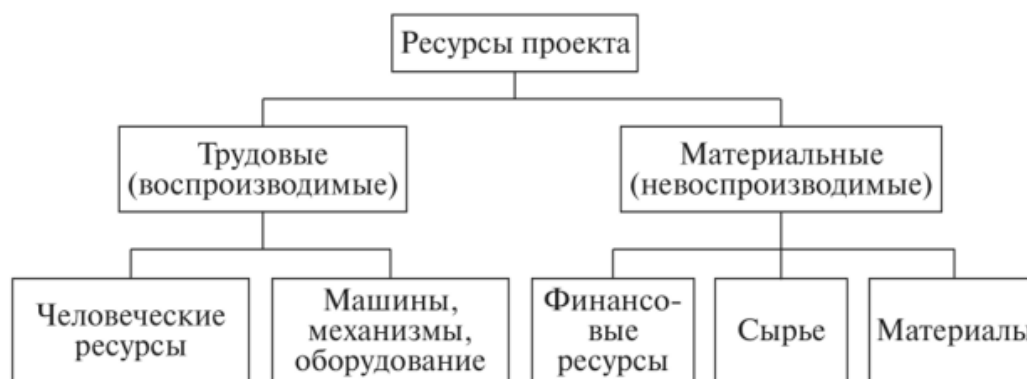 Ресурсы проекта
Трудовые
(воспроизводимые)
Материальные
(невоспроизводимые)
Человеческие
ресурсы
Машины,
механизмы,
оборудование
Финансо-
вые
ресурсы
Сырье
Материалы